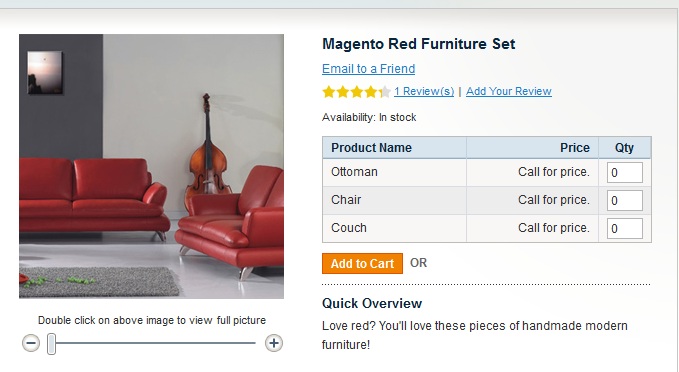 Magento Red Furniture Set
Email to a Friend
1 Review(s) | Add Your Review
Availability: In stock
Product Name Price Qty
Ottoman Call for price. 0
Chair Call for price. 0
Couch Call for price. 0
Add to Cart OR
Quick Overview
Love red? You'll love these pieces of handmade modern
furniture!
Double click on above image to view full picture